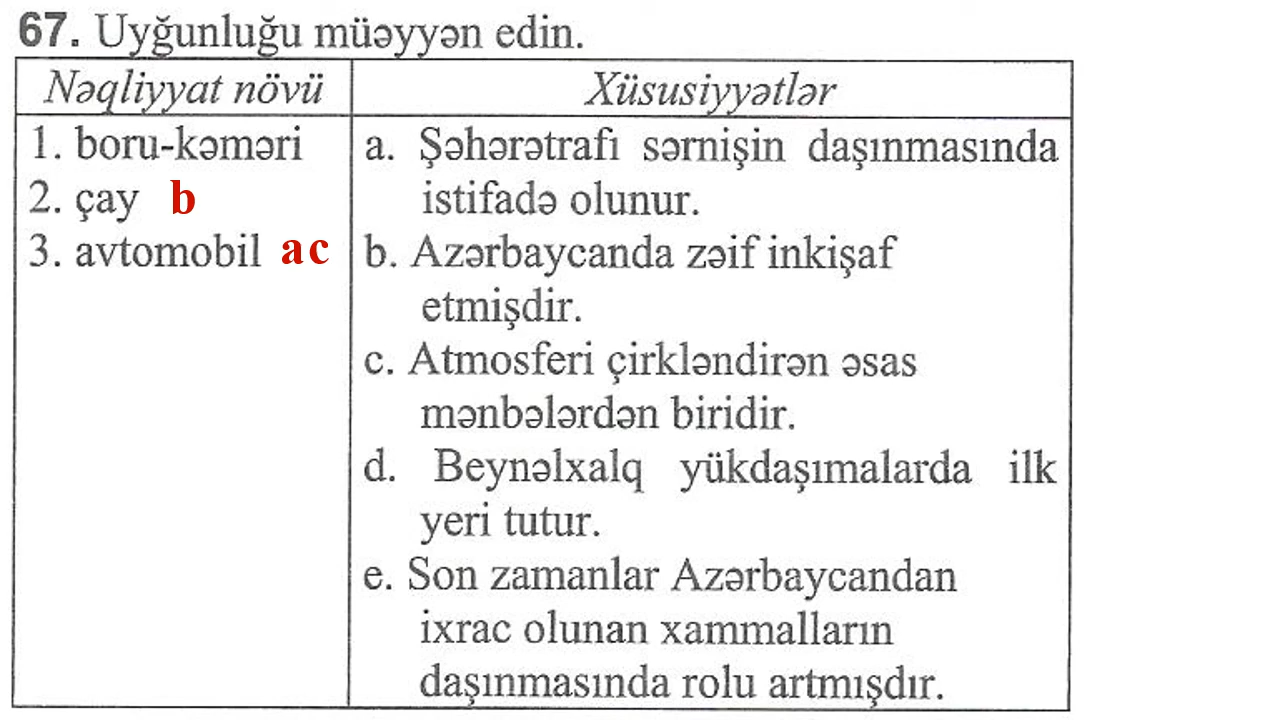 67. Uyğunluğu müəyyən edin.
Nəqliyyat növü
Xüsusiyyətlər
1. boru-kəməri
2. çay b
3. avtomobil a c
a. Şəhərətrafı sərnişin daşınmasında
istifadə olunur.
b. Azərbaycanda zəif inkişaf
etmişdir.
c. Atmosferi çirkləndirən əsas
mənbələrdən biridir.
d. Beynəlxalq yükdaşımalarda ilk
yeri tutur.
e. Son zamanlar Azərbaycandan
ixrac olunan xammalların
daşınmasında rolu artmışdır.